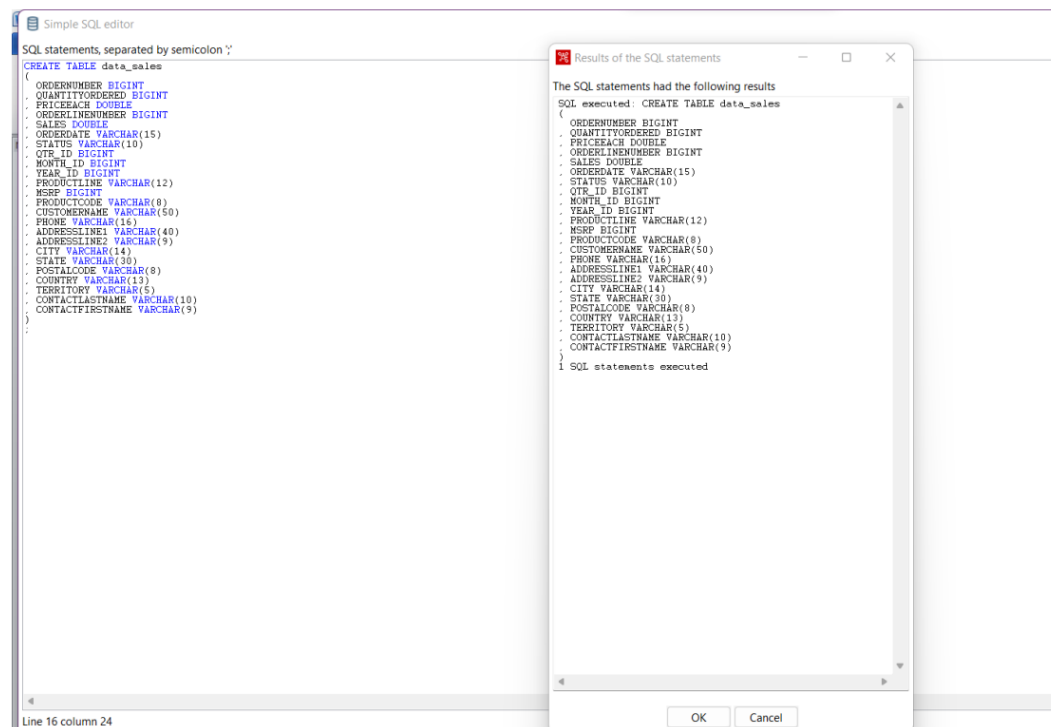 Simple SQL editor
SQL statements, separated by semicolon ';'
CREATE TABLE data_sales
(
ORDERNUMBER BIGINT
, QUANTITYORDERED BIGINT
, PRICEEACH DOUBLE
, ORDERLINENUMBER BIGINT
, SALES DOUBLE
, ORDERDATE VARCHAR(15)
, STATUS VARCHAR(10)
, QTR_ID BIGINT
, MONTH_ID BIGINT
, YEAR_ID BIGINT
, PRODUCTLINE VARCHAR(12)
, MSRP BIGINT
, PRODUCTCODE VARCHAR(8)
, CUSTOMERNAME VARCHAR(50)
, PHONE VARCHAR(16)
, ADDRESSLINE1 VARCHAR(40)
, ADDRESSLINE2 VARCHAR(9)
, CITY VARCHAR(14)
, STATE VARCHAR(30)
, POSTALCODE VARCHAR(8)
, COUNTRY VARCHAR(13)
, TERRITORY VARCHAR(5)
, CONTACTLASTNAME VARCHAR(10)
, CONTACTFIRSTNAME VARCHAR(9)
)
;
Line 16 column 24
Results of the SQL statements
The SQL statements had the following results
SQL executed: CREATE TABLE data_sales
(
ORDERNUMBER BIGINT
, QUANTITYORDERED BIGINT
, PRICEEACH DOUBLE
, ORDERLINENUMBER BIGINT
, SALES DOUBLE
, ORDERDATE VARCHAR(15)
, STATUS VARCHAR(10)
, QTR_ID BIGINT
, MONTH_ID BIGINT
, YEAR_ID BIGINT
, PRODUCTLINE VARCHAR(12)
, MSRP BIGINT
, PRODUCTCODE VARCHAR(8)
, CUSTOMERNAME VARCHAR(50)
, PHONE VARCHAR(16)
, ADDRESSLINE1 VARCHAR(40)
, ADDRESSLINE2 VARCHAR(9)
, CITY VARCHAR(14)
, STATE VARCHAR(30)
, POSTALCODE VARCHAR(8)
, COUNTRY VARCHAR(13)
, TERRITORY VARCHAR(5)
, CONTACTLASTNAME VARCHAR(10)
, CONTACTFIRSTNAME VARCHAR(9)
)
1 SQL statements executed
OK
Cancel